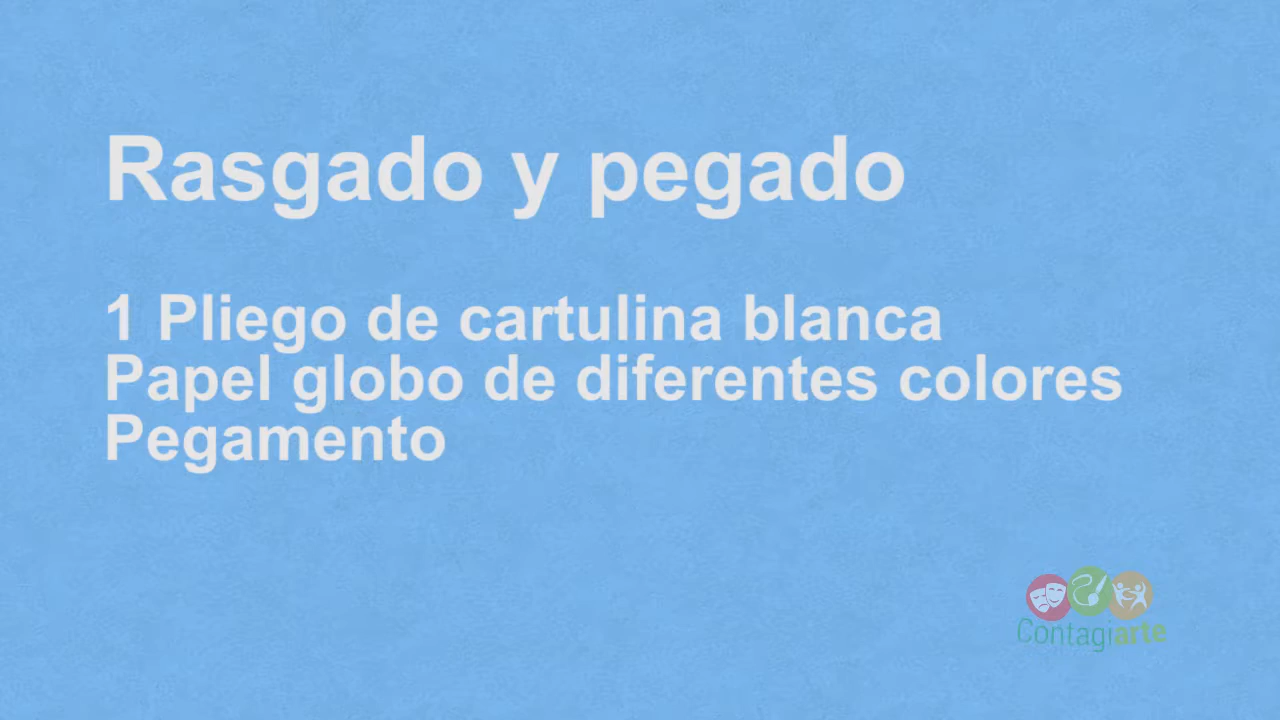 Rasgado y pegado
1 Pliego de cartulina blanca
Papel globo de diferentes colores
Pegamento
Contagiarte